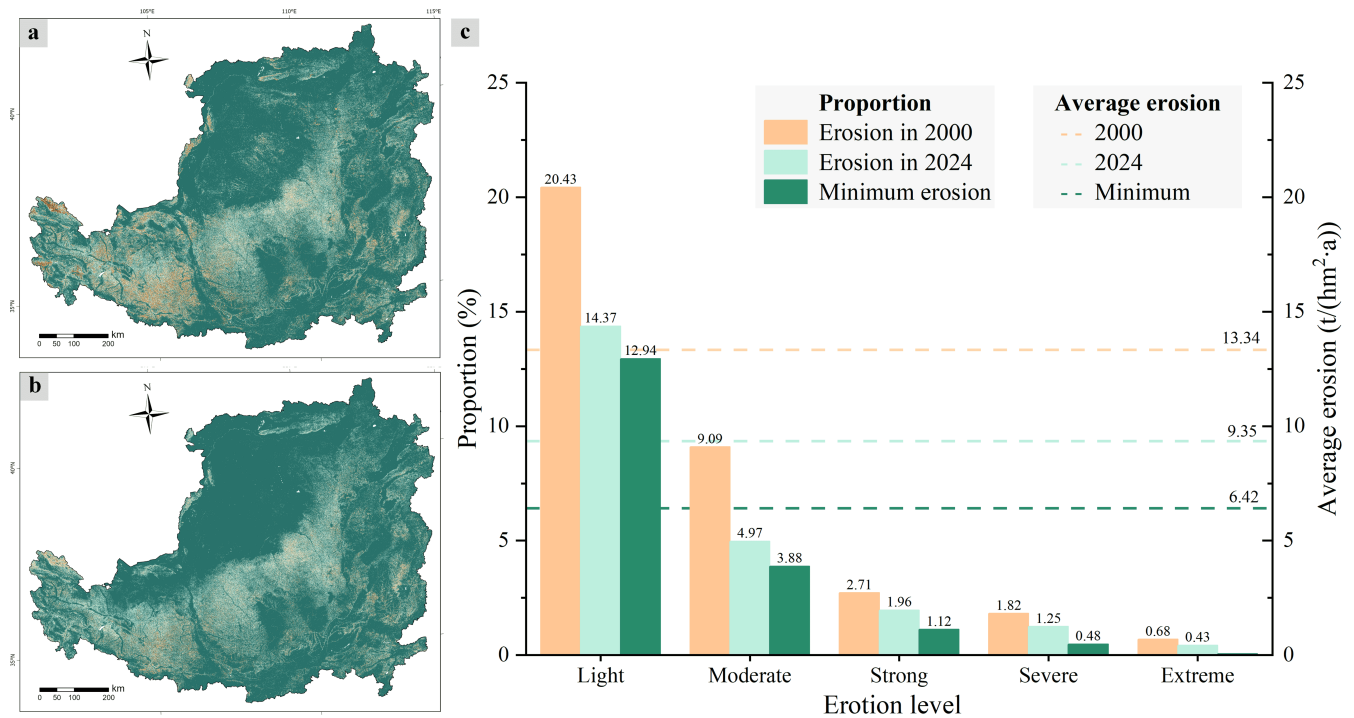 a
105°E
110°E
115°E
N
40°N
35°N
km
0 50 100 200
b
N
40°N
35°N
km
0 50 100 200
c
Proportion
Erosion in 2000
Erosion in 2024
Minimum erosion
Average erosion
2000
2024
Minimum
Proportion (%)
25
20
15
10
5
0
20.43
14.37
12.94
9.09
4.97
3.88
2.71
1.96
1.12
1.82
1.25
0.48
0.68
0.43
13.34
9.35
6.42
25
20
15
10
5
0
Average erosion (t/(hm²·a))
Light
Moderate
Strong
Severe
Extreme
Erotion level